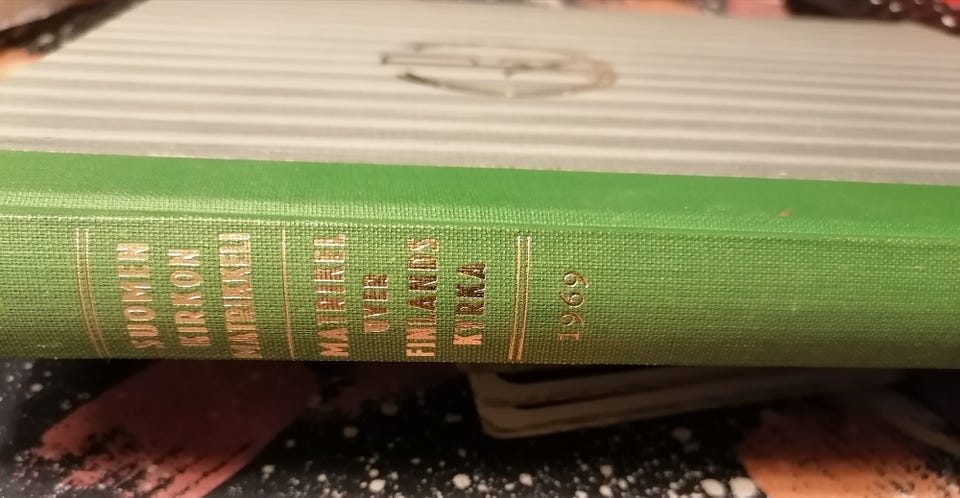 SUOMEN
KIRKON
MATRIKKELI
MATRIKEL
ÖVER
FINLANDS
KYRKA
1969